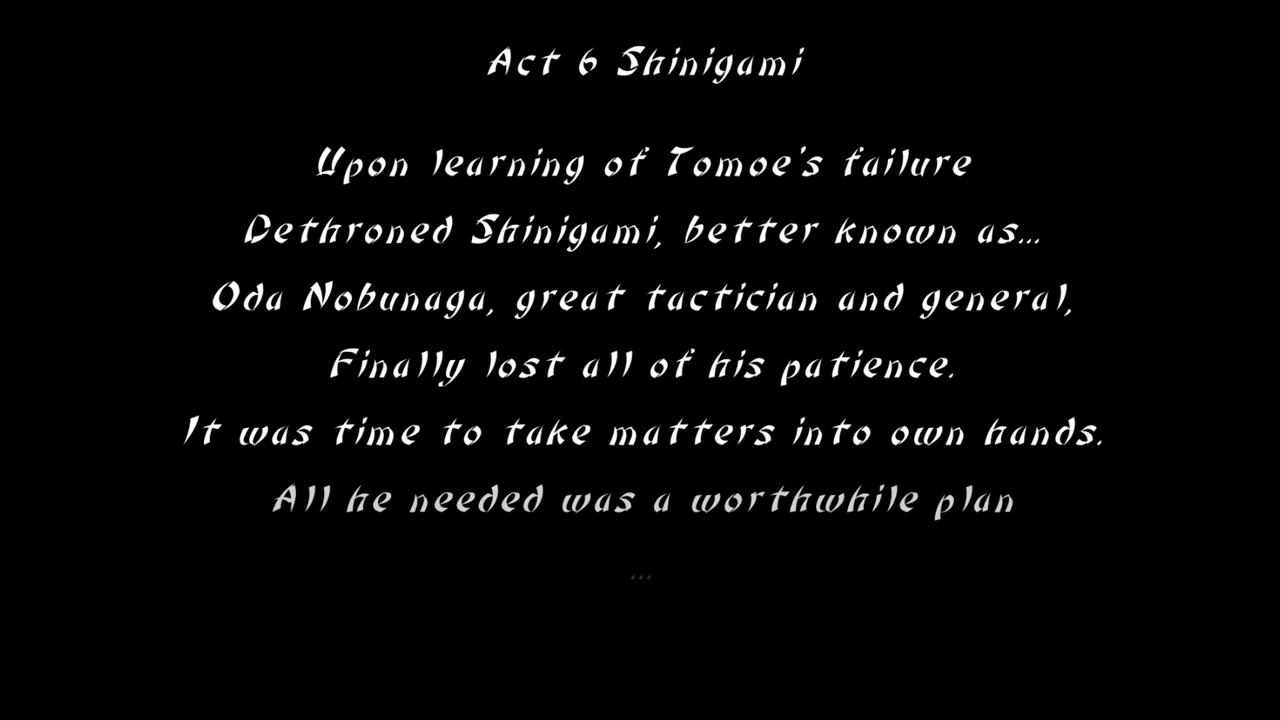 Act 6 Shinigami
Upon learning of Tomoe's failure
Dethroned Shinigami, better known as...
Oda Nobunaga, great tactician and general,
Finally lost all of his patience.
It was time to take matters into own hands.
All he needed was a worthwhile plan
...